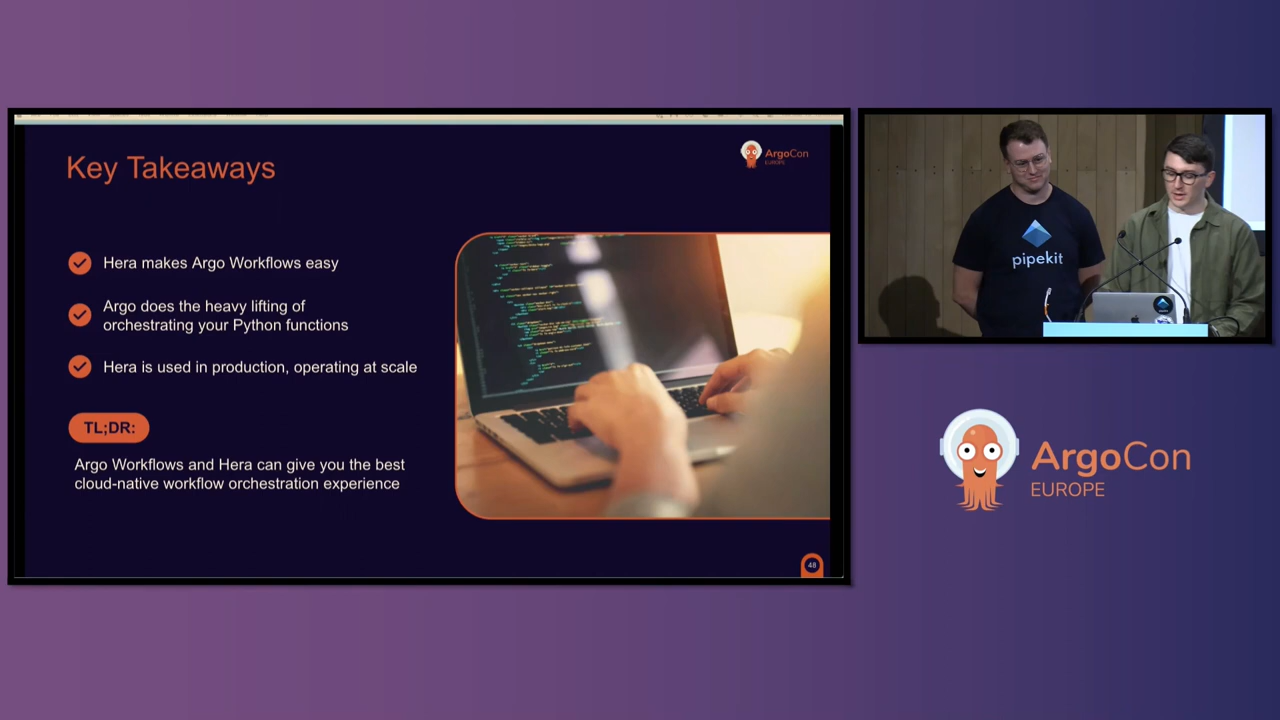 Key Takeaways
ArgoCon
EUROPE
Hera makes Argo Workflows easy
Argo does the heavy lifting of
orchestrating your Python functions
Hera is used in production, operating at scale
TL;DR:
Argo Workflows and Hera can give you the best
cloud-native workflow orchestration experience
48
pipekit
ArgoCon
EUROPE